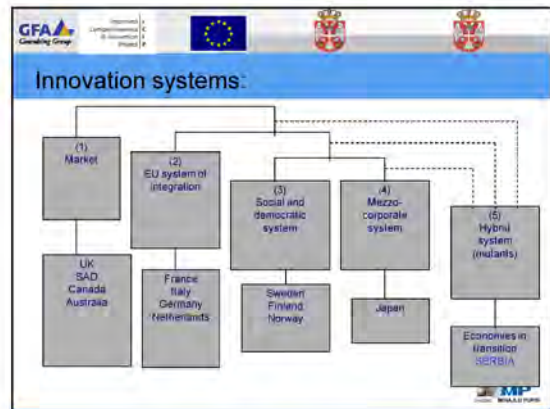 GFA
Consulting Group
Innovation systems:
(1)
Market
(2)
EU system of
integration
(3)
Social and
democratic
system
(4)
Mezzo-
corporate
system
(5)
Hybrid
system
(mutants)
UK
SAD
Canada
Australia
France
Italy
Germany
Netherlands
Sweden
Finland
Norway
Japan
Economies in
transition
SERBIA
MP